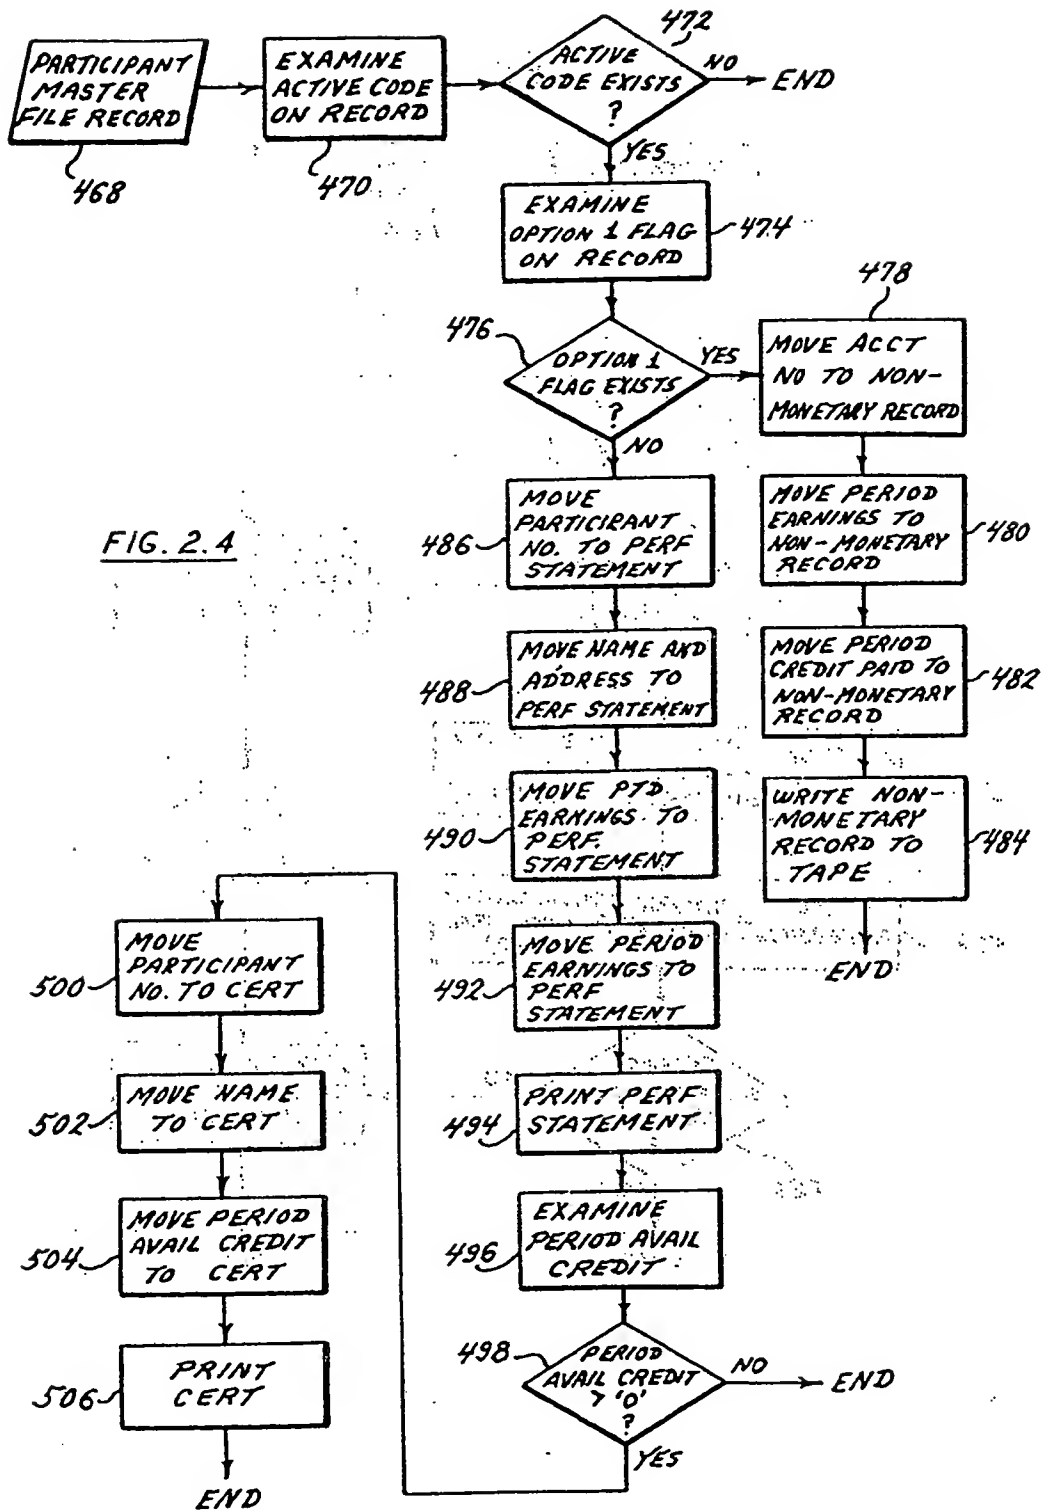 PARTICIPANT
MASTER
FILE RECORD
468
EXAMINE
ACTIVE CODE
ON RECORD
470
472
ACTIVE
CODE EXISTS
?
NO
END
YES
EXAMINE
OPTION 1 FLAG
ON RECORD
474
476
OPTION 1
FLAG EXISTS
?
YES
NO
478
MOVE ACCT
NO TO NON-
MONETARY RECORD
MOVE PERIOD
EARNINGS TO
NON-MONETARY
RECORD
480
MOVE PERIOD
CREDIT PAID TO
NON-MONETARY
RECORD
482
WRITE NON-
MONETARY
RECORD TO
TAPE
484
END
FIG. 2.4
486
MOVE
PARTICIPANT
NO. TO PERF
STATEMENT
488
MOVE NAME AND
ADDRESS TO
PERF STATEMENT
490
MOVE PTD
EARNINGS TO
PERF.
STATEMENT
492
MOVE PERIOD
EARNINGS TO
PERF
STATEMENT
494
PRINT PERF
STATEMENT
496
EXAMINE
PERIOD AVAIL
CREDIT
498
PERIOD
AVAIL CREDIT
> '0'
?
NO
END
YES
500
MOVE
PARTICIPANT
NO. TO CERT
502
MOVE NAME
TO CERT
504
MOVE PERIOD
AVAIL CREDIT
TO CERT
506
PRINT
CERT
END